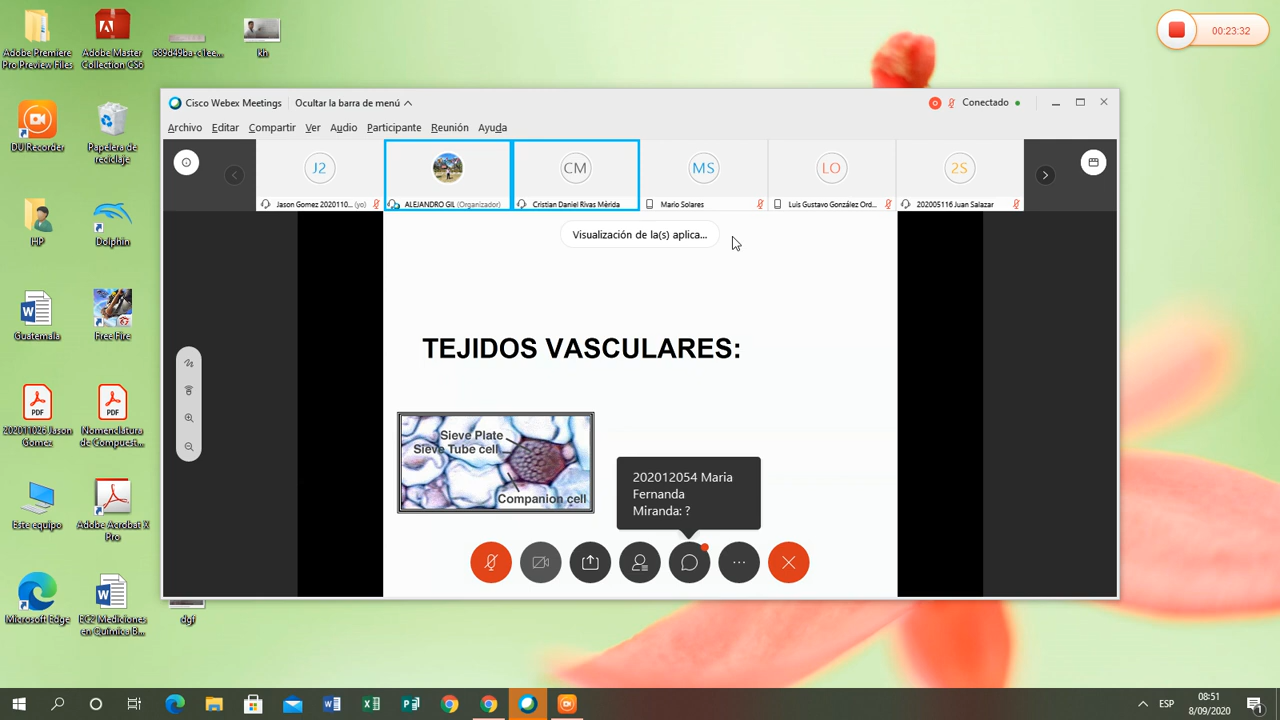 Adobe Premiere
Pro Preview Files
Adobe Master
Collection CS6
kh
00:23:32
DU Recorder
Papelera de
reciclaje
HP
Dolphin
Guatemala
Free Fire
202011026 Jason
Gomez
Nomenclatura
de Compuest...
Este equipo
Adobe Acrobat X
Pro
Microsoft Edge
EC2 Mediciones
en Química B...
dgf
Cisco Webex Meetings
Ocultar la barra de menú
Conectado
Archivo Editar Compartir Ver Audio Participante Reunión Ayuda
J2
CM
MS
LO
2S
Jason Gomez 2020110... (yo)
ALEJANDRO GIL (Organizador)
Cristian Daniel Rivas Mérida
Mario Solares
Luis Gustavo González Ord...
202005116 Juan Salazar
Visualización de la(s) aplica...
TEJIDOS VASCULARES:
Sieve Plate
Sieve Tube cell
Companion cell
202012054 Maria
Fernanda
Miranda: ?
PDF
PDF
ESP
08:51
8/09/2020
1